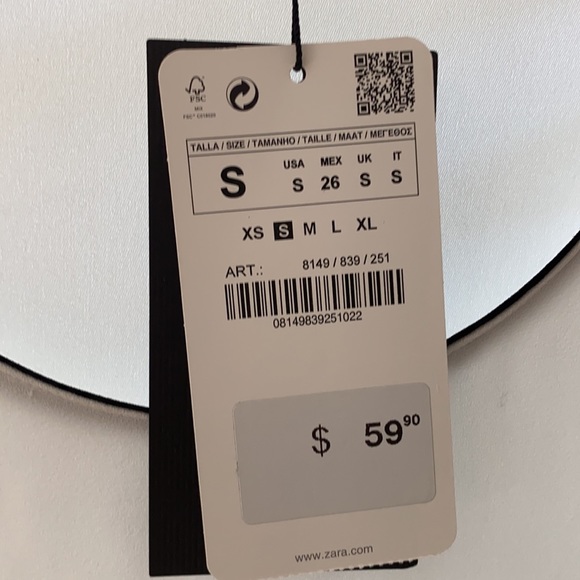 FSC
MIX
TALLA / SIZE / TAMANHO / TAILLE / MAAT / ΜΕΓΕΘΟΣ
S
USA MEX UK IT
S 26 S S
XS S M L XL
ART.: 8149 / 839 / 251
08149839251022
$ 59 90
www.zara.com